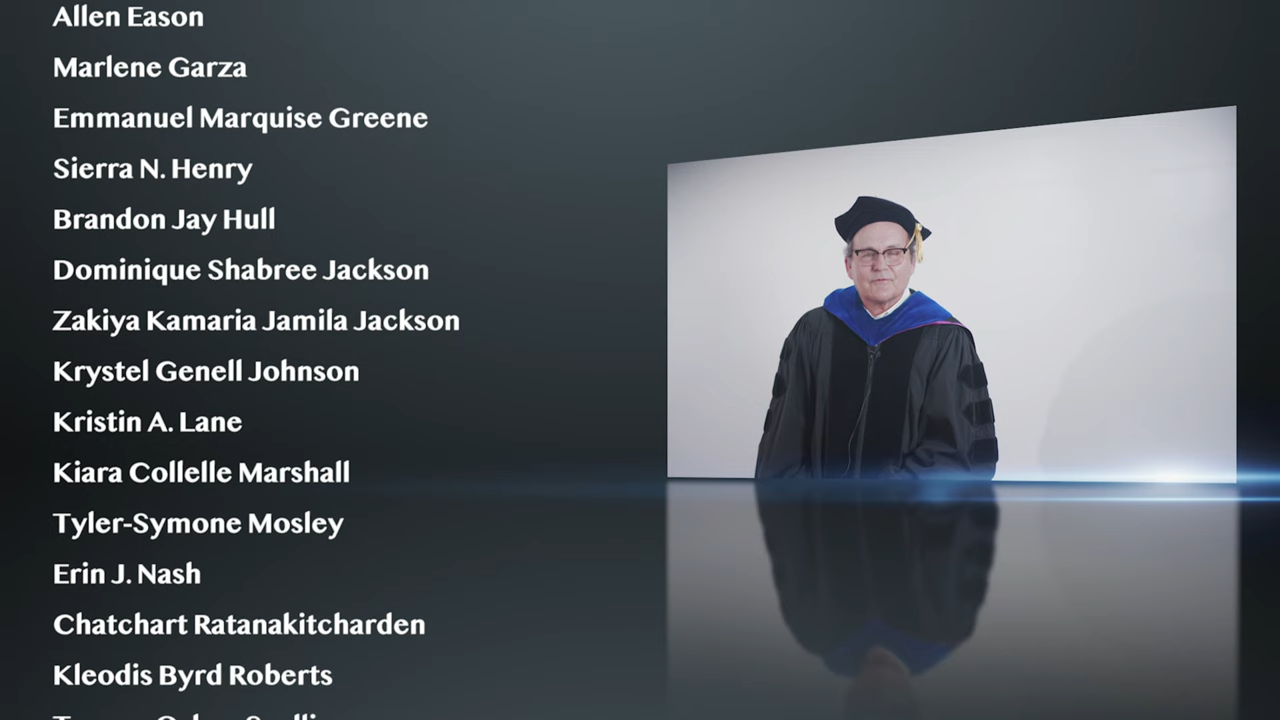 Allen Eason
Marlene Garza
Emmanuel Marquise Greene
Sierra N. Henry
Brandon Jay Hull
Dominique Shabree Jackson
Zakiya Kamaria Jamila Jackson
Krystel Genell Johnson
Kristin A. Lane
Kiara Collelle Marshall
Tyler-Symone Mosley
Erin J. Nash
Chatchart Ratanakitcharden
Kleodis Byrd Roberts